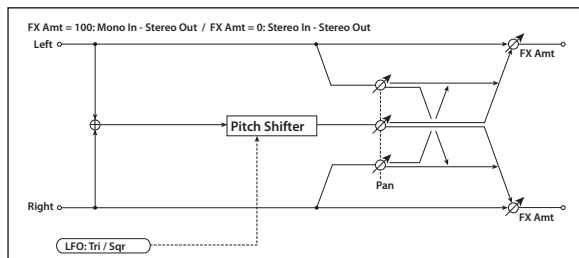 FX Amt = 100: Mono In - Stereo Out / FX Amt = 0: Stereo In - Stereo Out
Left
FX Amt
Pitch Shifter
Pan
Right
FX Amt
LFO: Tri / Sqr